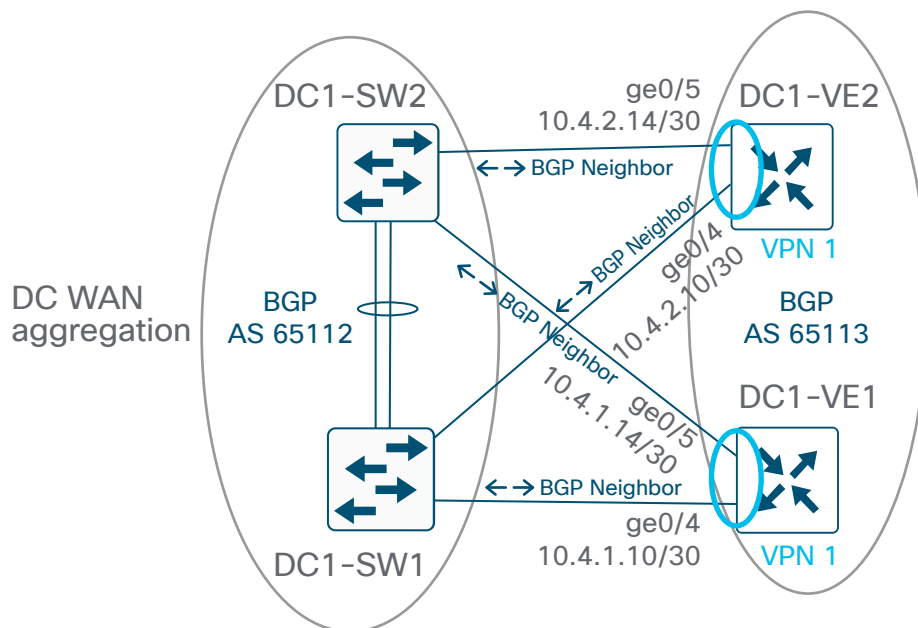 DC1-SW2
ge0/5
10.4.2.14/30
DC1-VE2
BGP Neighbor
VPN 1
BGP Neighbor
ge0/4
10.4.2.10/30
DC WAN
aggregation
BGP
AS 65112
BGP Neighbor
BGP
AS 65113
ge0/5
10.4.1.14/30
DC1-VE1
BGP Neighbor
ge0/4
10.4.1.10/30
DC1-SW1
VPN 1